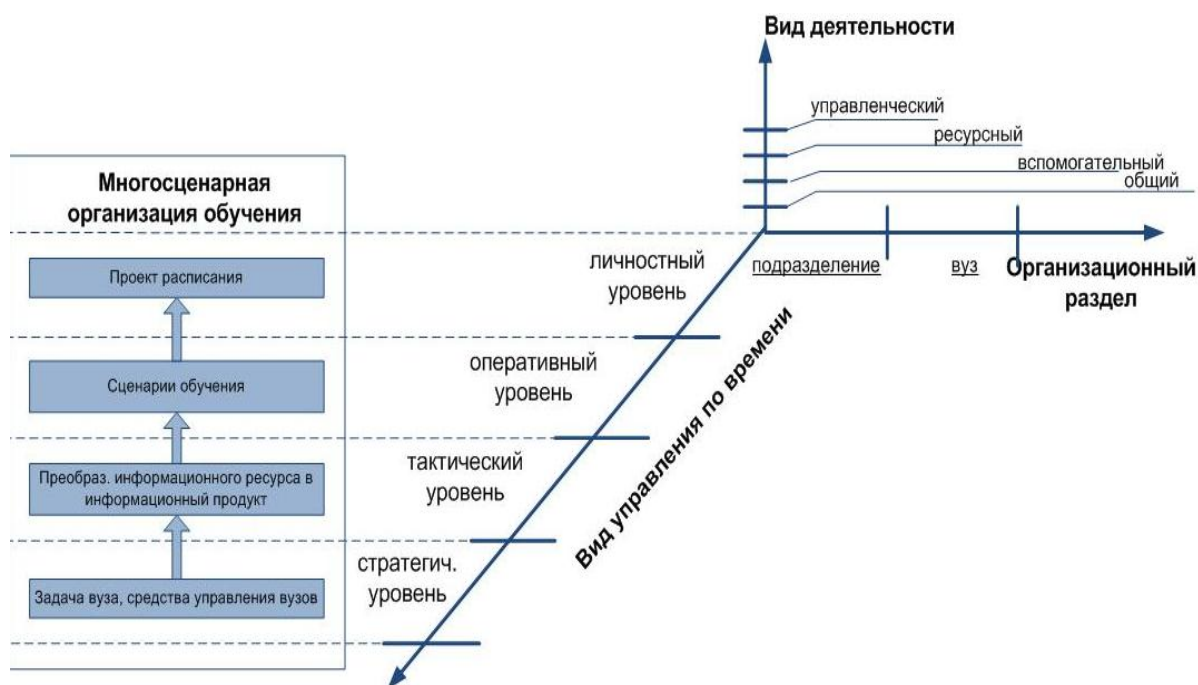 Вид деятельности
управленческий
ресурсный
вспомогательный
общий
Многосценарная
организация обучения
Проект расписания
Сценарии обучения
Преобраз. информационного ресурса в
информационный продукт
Задача вуза, средства управления вузов
личностный
уровень
оперативный
уровень
тактический
уровень
стратегич.
уровень
Вид управления по времени
подразделение
вуз
Организационный
раздел